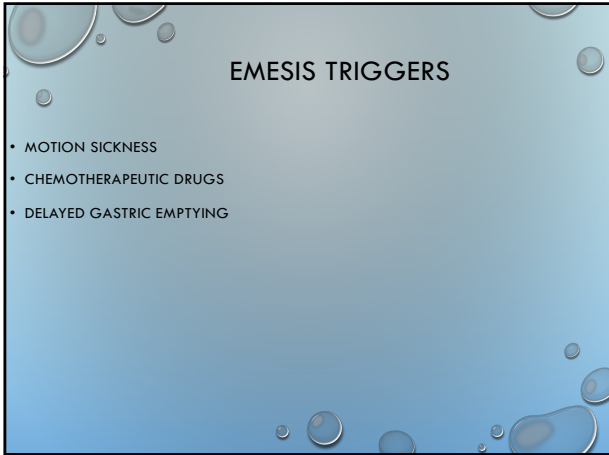 EMESIS TRIGGERS
• MOTION SICKNESS
• CHEMOTHERAPEUTIC DRUGS
• DELAYED GASTRIC EMPTYING